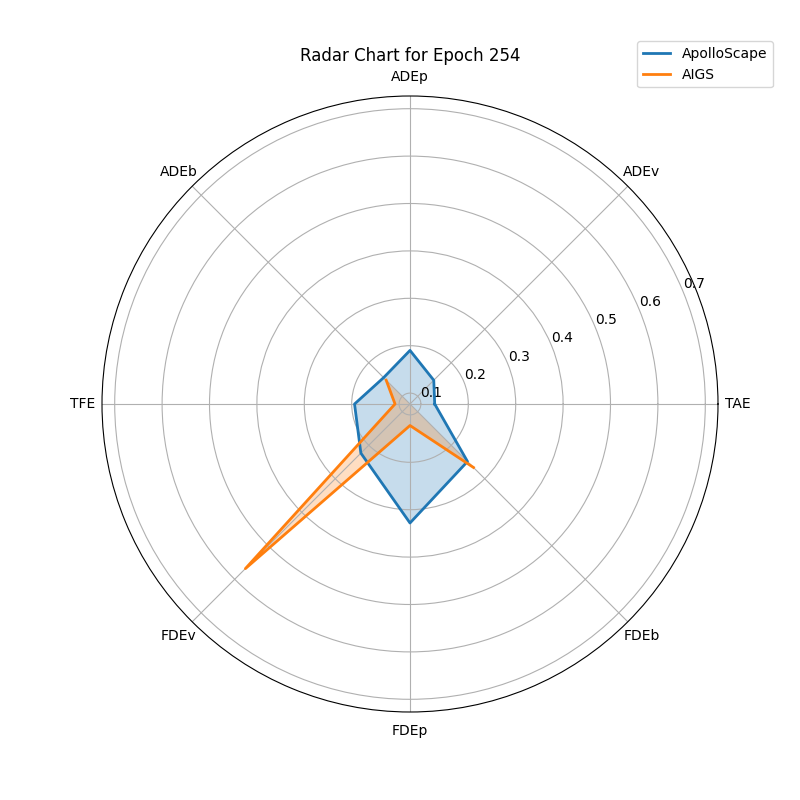 Radar Chart for Epoch 254
ApolloScape
AIGS
ADEp
ADEb
ADEv
0.7
0.6
0.5
0.4
0.3
0.2
0.1
TFE
TAE
FDEv
FDEb
FDEp